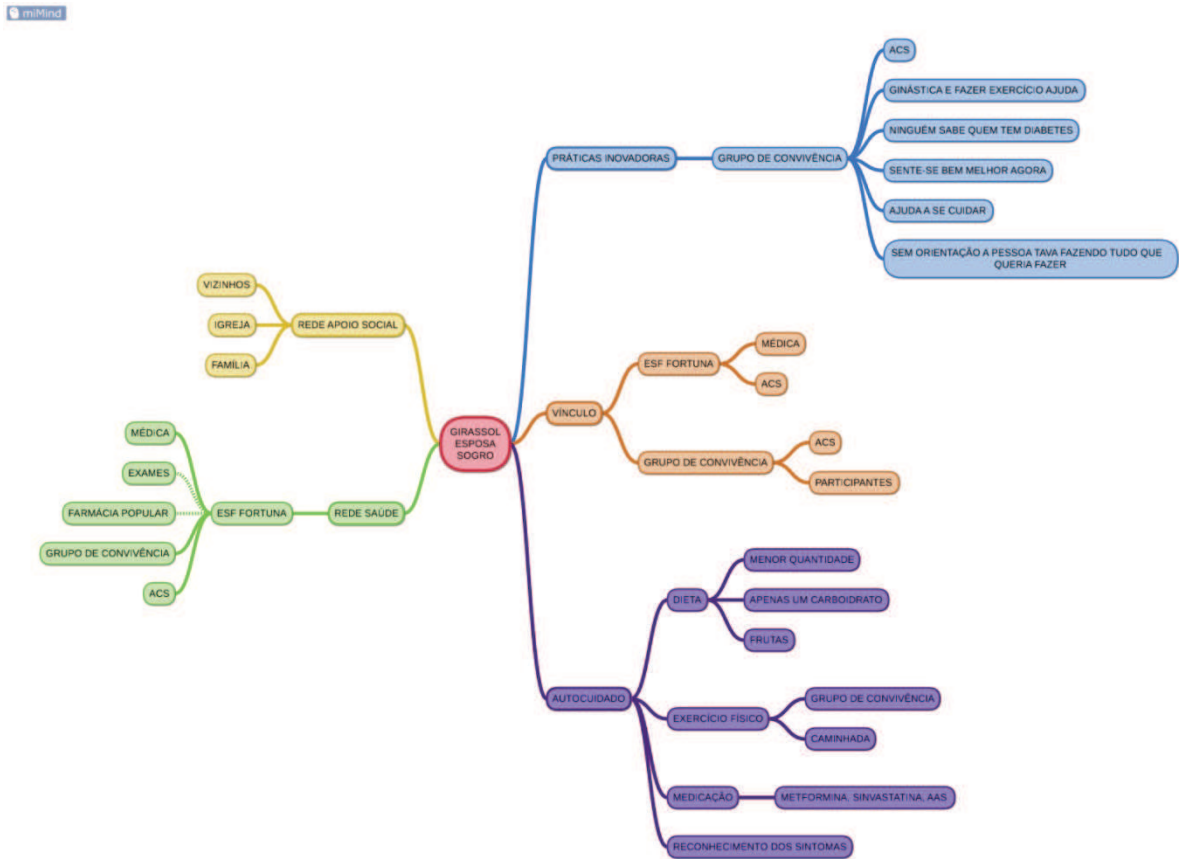 miMind
ACS
GINÁSTICA E FAZER EXERCÍCIO AJUDA
NINGUÉM SABE QUEM TEM DIABETES
PRÁTICAS INOVADORAS
GRUPO DE CONVIVÊNCIA
SENTE-SE BEM MELHOR AGORA
AJUDA A SE CUIDAR
SEM ORIENTAÇÃO A PESSOA TAVA FAZENDO TUDO QUE
QUERIA FAZER
VIZINHOS
IGREJA
REDE APOIO SOCIAL
FAMÍLIA
MÉDICA
EXAMES
FARMÁCIA POPULAR
ESF FORTUNA
REDE SAÚDE
GRUPO DE CONVIVÊNCIA
ACS
GIRASSOL
ESPOSA
SOGRO
VÍNCULO
ESF FORTUNA
MÉDICA
ACS
GRUPO DE CONVIVÊNCIA
ACS
PARTICIPANTES
AUTOCUIDADO
DIETA
MENOR QUANTIDADE
APENAS UM CARBOIDRATO
FRUTAS
EXERCÍCIO FÍSICO
GRUPO DE CONVIVÊNCIA
CAMINHADA
MEDICAÇÃO
METFORMINA, SINVASTATINA, AAS
RECONHECIMENTO DOS SINTOMAS